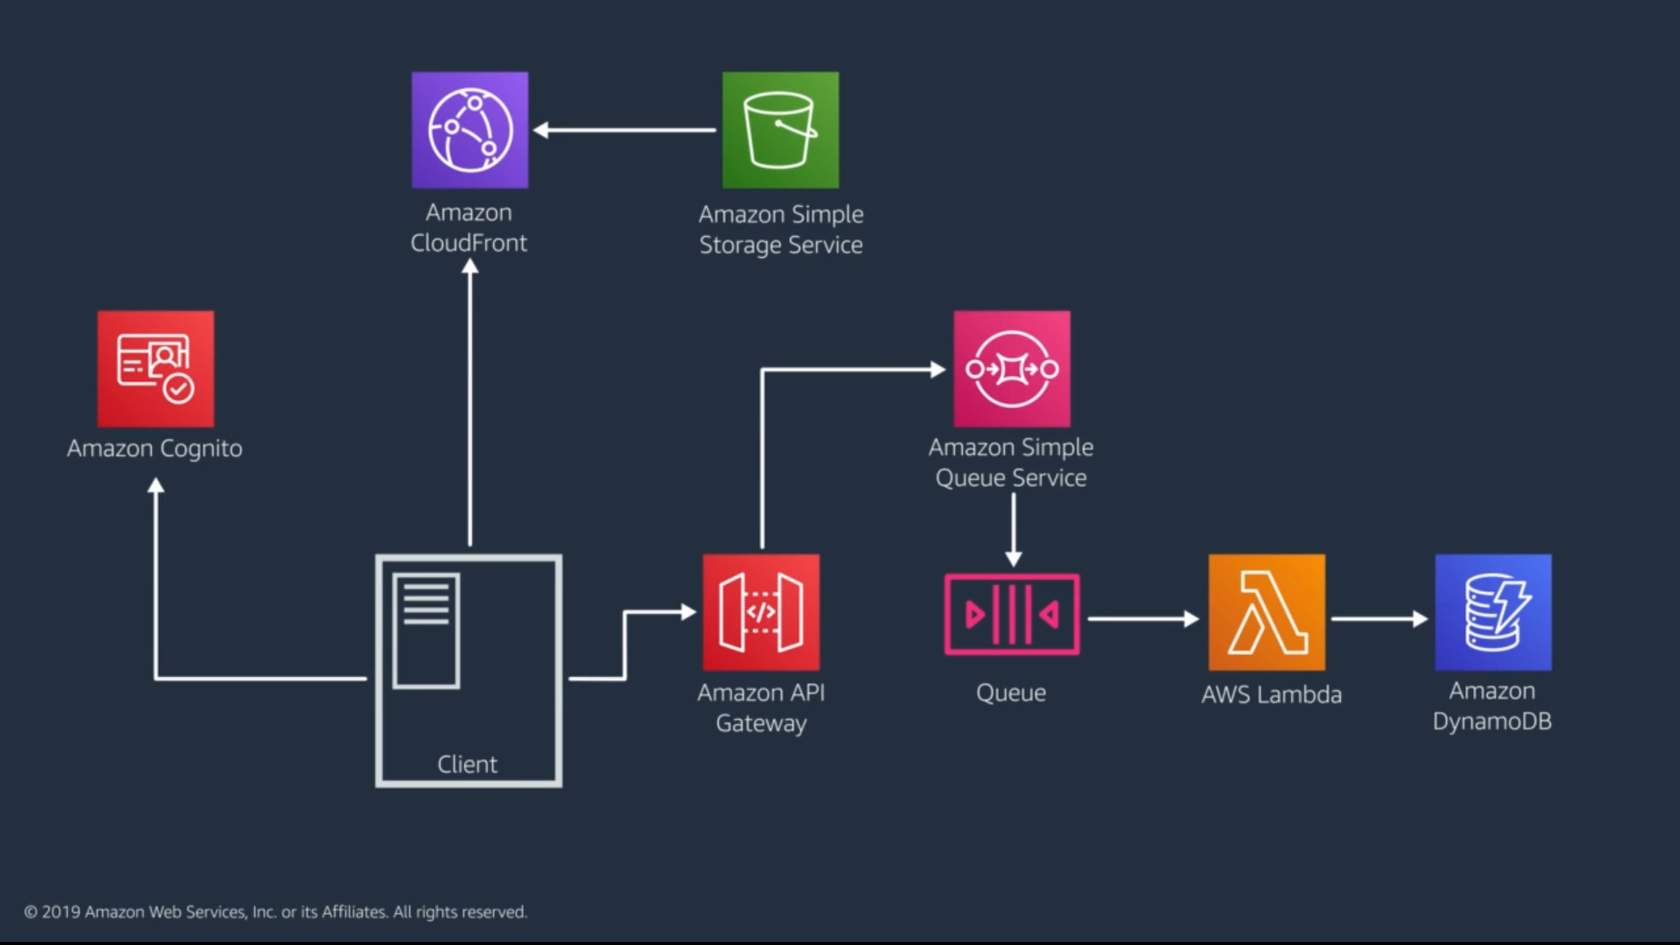 Amazon
CloudFront
Amazon Simple
Storage Service
Amazon Cognito
Amazon Simple
Queue Service
Client
</>
Amazon API
Gateway
Queue
AWS Lambda
Amazon
DynamoDB
© 2019 Amazon Web Services, Inc. or its Affiliates. All rights reserved.